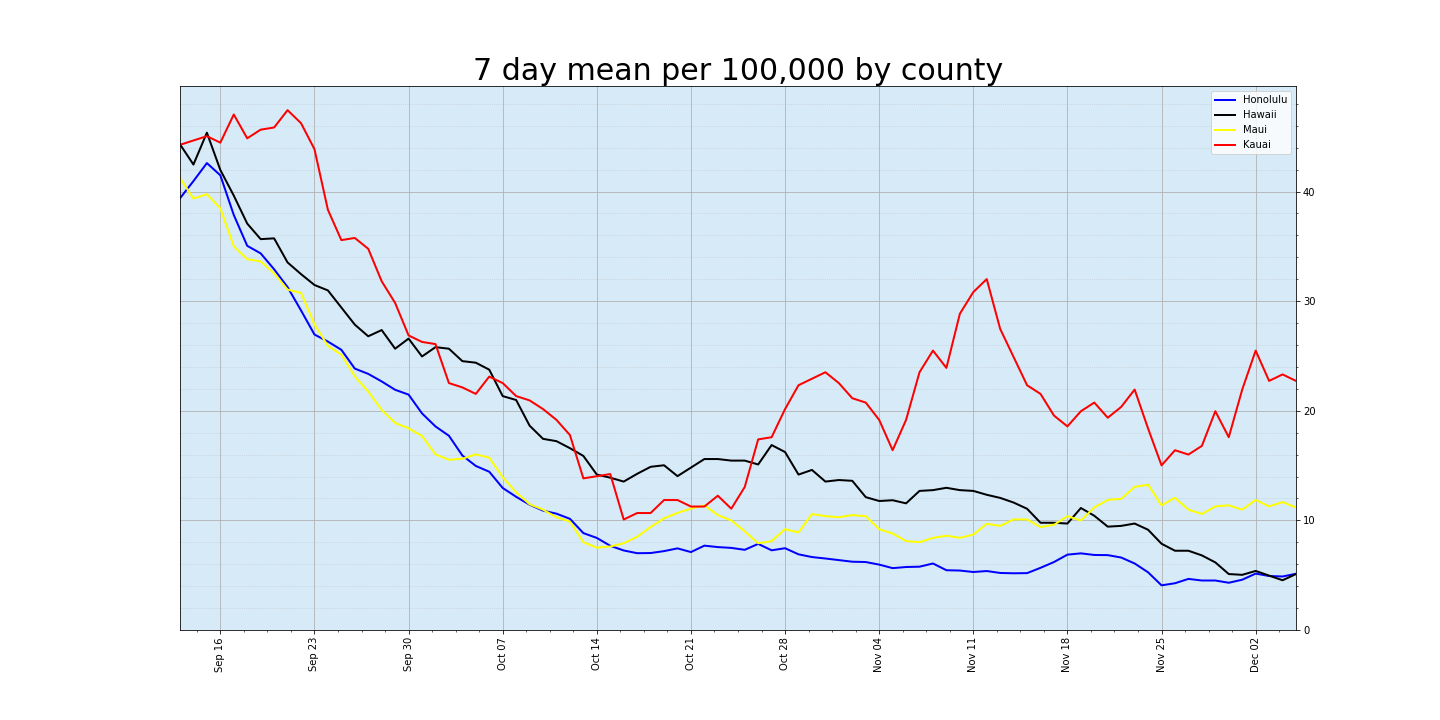 7 day mean per 100,000 by county
Honolulu
Hawaii
Maui
Kauai
40
30
20
10
0
Sep 16
Sep 23
Sep 30
Oct 07
Oct 14
Oct 21
Oct 28
Nov 04
Nov 11
Nov 18
Nov 25
Dec 02